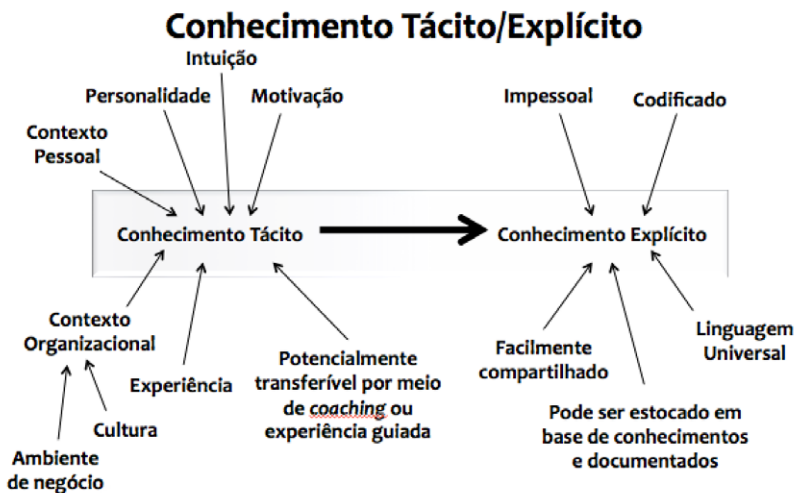 Conhecimento Tácito/Explícito
Intuição
Personalidade
Motivação
Contexto
Pessoal
Impessoal
Codificado
Conhecimento Tácito
Conhecimento Explícito
Contexto
Organizacional
Experiência
Cultura
Ambiente
de negócio
Potencialmente
transferível por meio
de coaching ou
experiência guiada
Facilmente
compartilhado
Linguagem
Universal
Pode ser estocado em
base de conhecimentos
e documentados